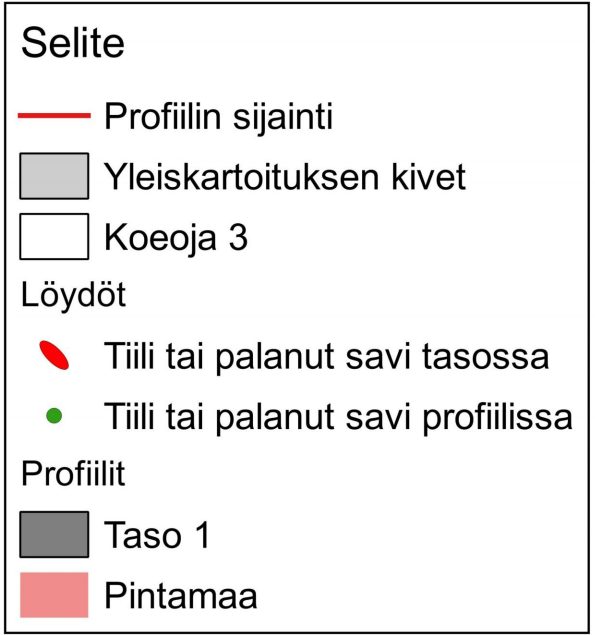 Selite
Profiilin sijainti
Yleiskartoituksen kivet
Koeoja 3
Löydöt
Tiili tai palanut savi tasossa
Tiili tai palanut savi profiilissa
Profiilit
Taso 1
Pintamaa